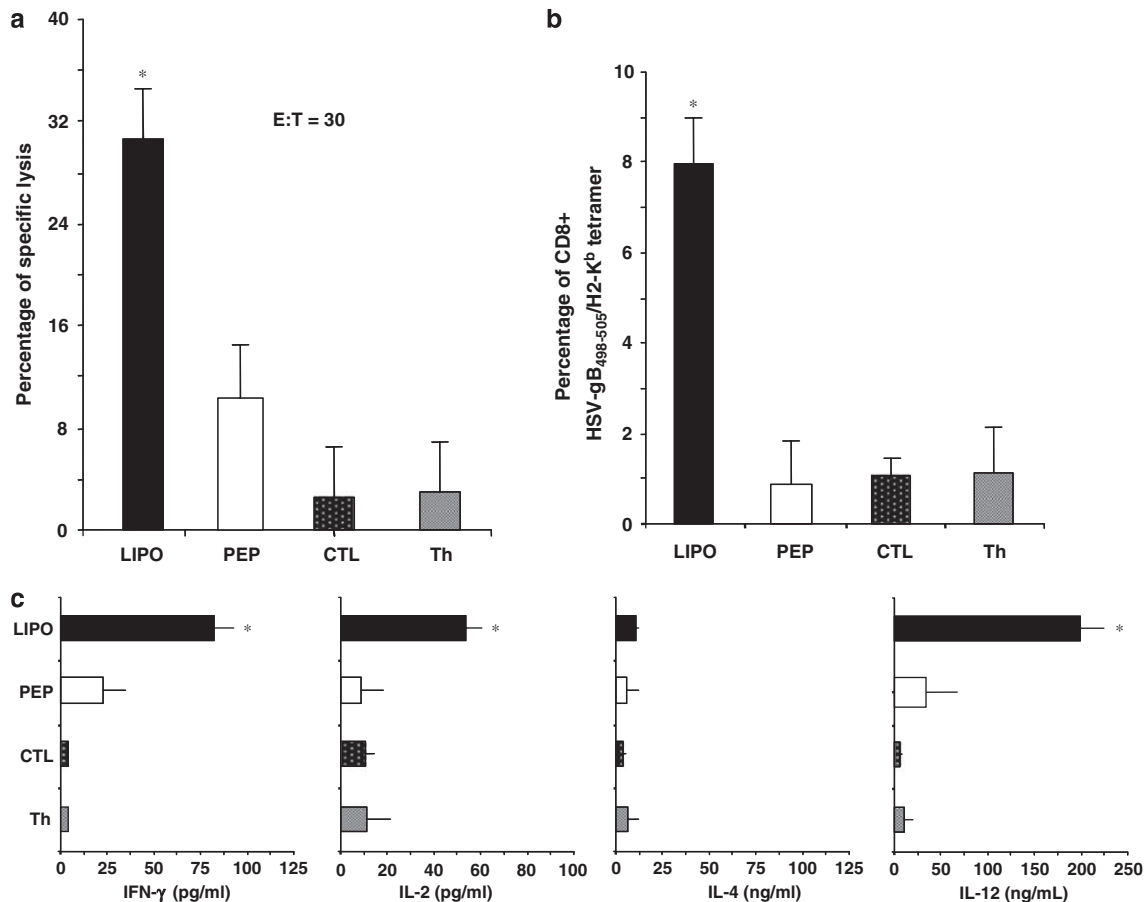 a
40
32
24
16
8
0
Percentage of specific lysis
*
E:T = 30
LIPO PEP CTL Th
b
10
8
6
4
2
0
Percentage of CD8+
HSV-gB498-505/H2-Kb tetramer
*
LIPO PEP CTL Th
c
LIPO
PEP
CTL
Th
*
0 25 50 75 100 125
IFN-γ (pg/ml)
*
0 20 40 60 80 100
IL-2 (pg/ml)
0 25 50 75 100 125
IL-4 (ng/ml)
*
0 50 100 150 200 250
IL-12 (ng/mL)